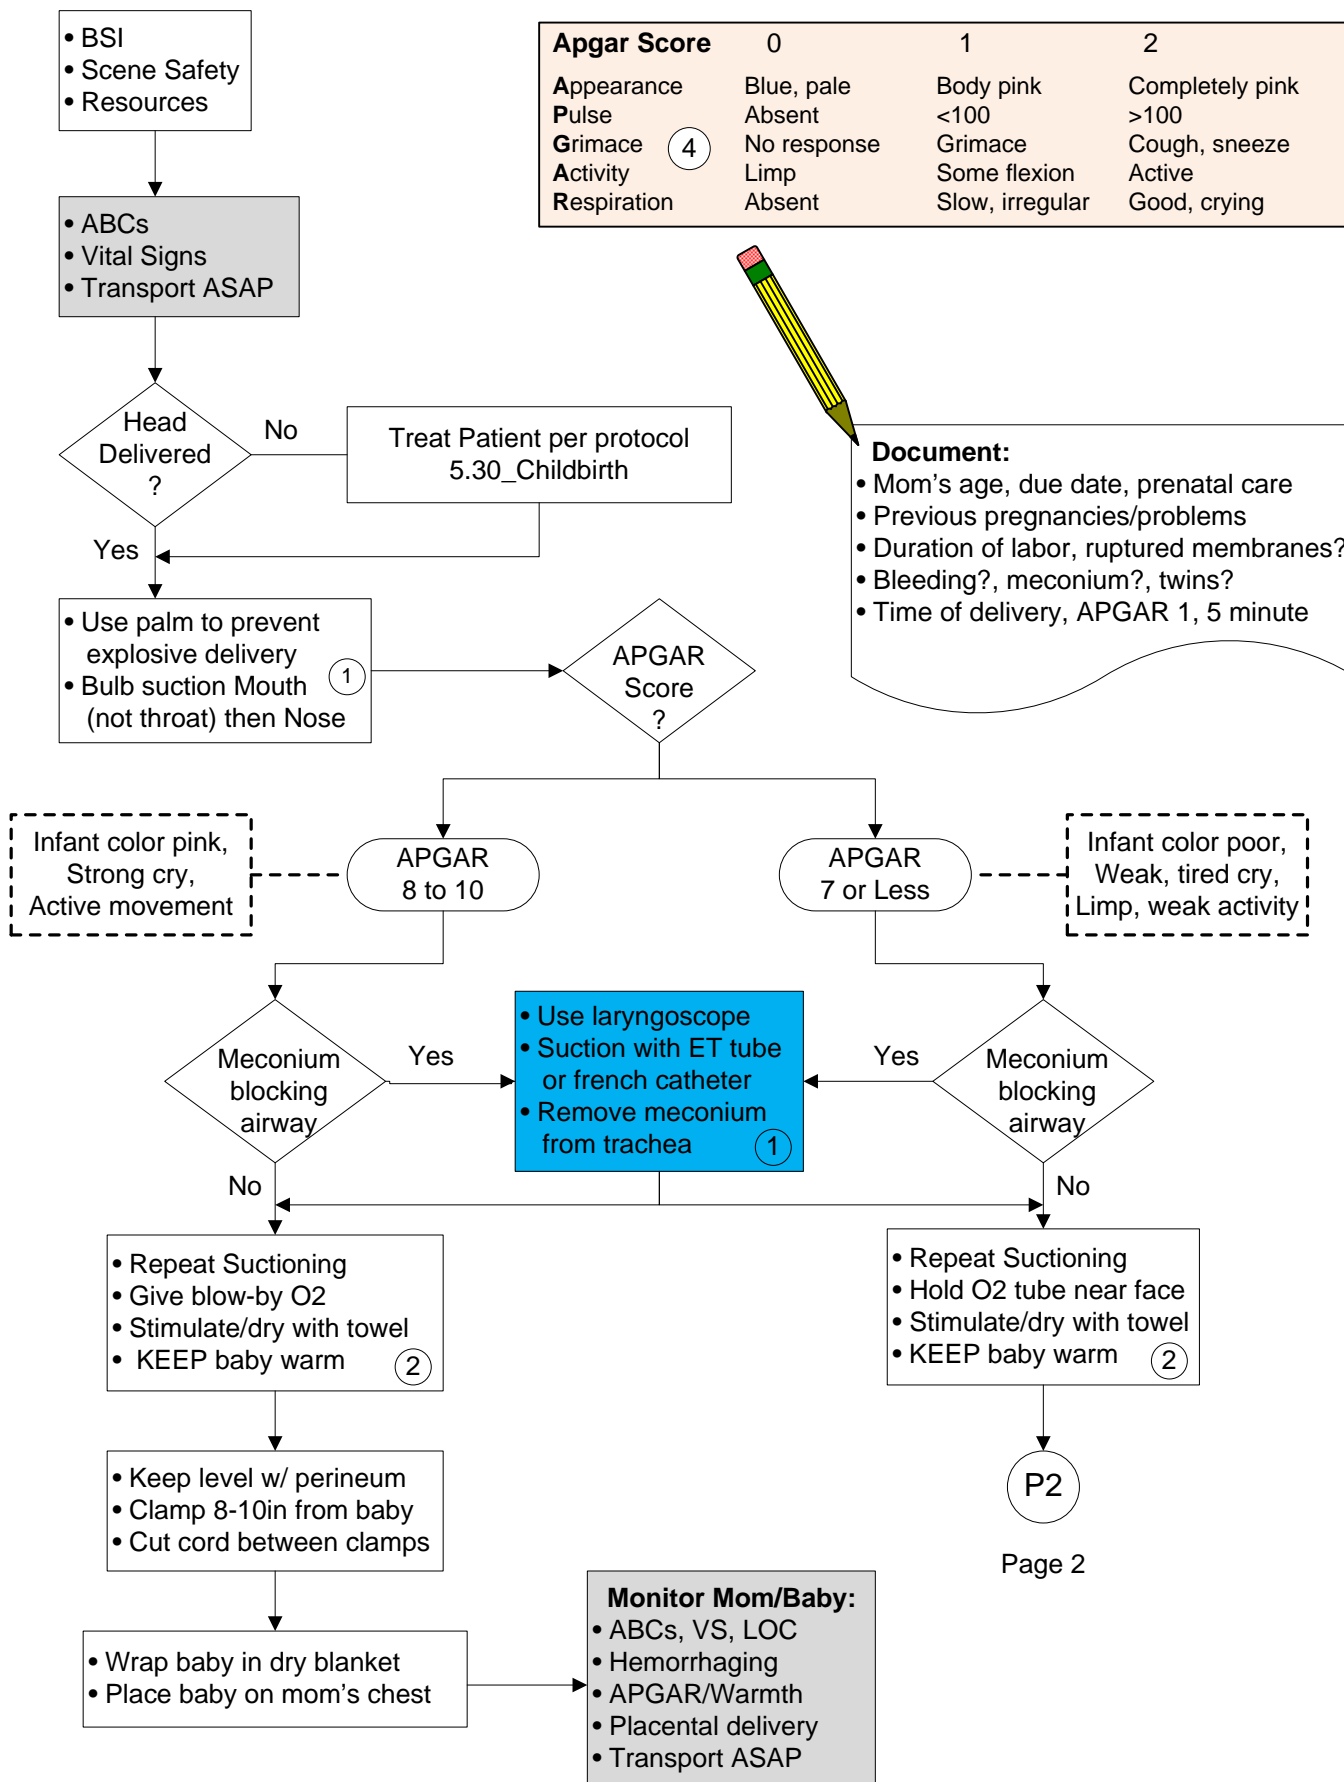 • BSI
• Scene Safety
• Resources
Apgar Score 0 1 2
Appearance Blue, pale Body pink Completely pink
Pulse Absent <100 >100
Grimace 4 No response Grimace Cough, sneeze
Activity Limp Some flexion Active
Respiration Absent Slow, irregular Good, crying
• ABCs
• Vital Signs
• Transport ASAP
Head
Delivered
?
No
Treat Patient per protocol
5.30_Childbirth
Yes
Document:
• Mom's age, due date, prenatal care
• Previous pregnancies/problems
• Duration of labor, ruptured membranes?
• Bleeding?, meconium?, twins?
• Time of delivery, APGAR 1, 5 minute
• Use palm to prevent
explosive delivery
• Bulb suction Mouth 1
(not throat) then Nose
APGAR
Score
?
Infant color pink,
Strong cry,
Active movement
APGAR
8 to 10
APGAR
7 or Less
Infant color poor,
Weak, tired cry,
Limp, weak activity
Meconium
blocking
airway
Yes
• Use laryngoscope
• Suction with ET tube
or french catheter
• Remove meconium
from trachea 1
Yes
Meconium
blocking
airway
No
No
• Repeat Suctioning
• Give blow-by O2
• Stimulate/dry with towel
• KEEP baby warm 2
• Repeat Suctioning
• Hold O2 tube near face
• Stimulate/dry with towel
• KEEP baby warm 2
• Keep level w/ perineum
• Clamp 8-10in from baby
• Cut cord between clamps
P2
Page 2
• Wrap baby in dry blanket
• Place baby on mom's chest
Monitor Mom/Baby:
• ABCs, VS, LOC
• Hemorrhaging
• APGAR/Warmth
• Placental delivery
• Transport ASAP